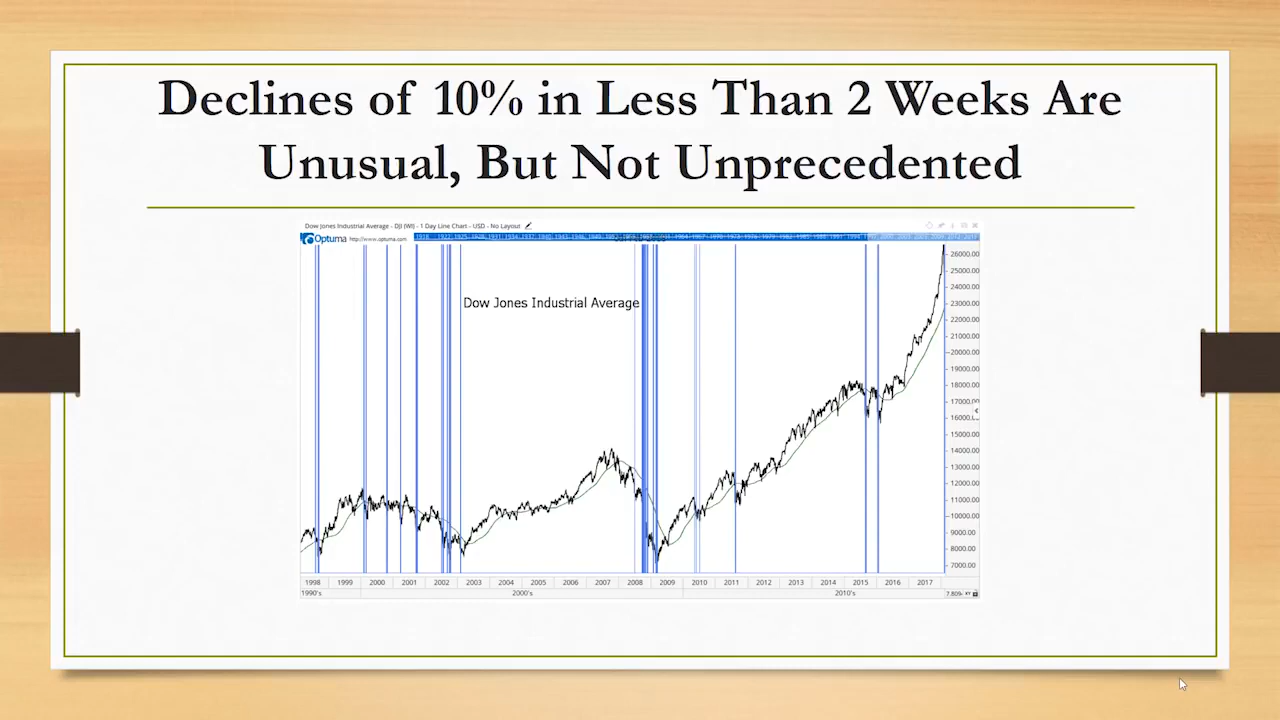 Declines of 10% in Less Than 2 Weeks Are
Unusual, But Not Unprecedented
Dow Jones Industrial Average - DJI (WI) - 1 Day Line Chart - USD - No Layout
Optuma http://www.optuma.com
Dow Jones Industrial Average
26000.00
25000.00
24000.00
23000.00
22000.00
20000.00
19000.00
18000.00
17000.00
16000.00
15000.00
14000.00
13000.00
12000.00
11000.00
10000.00
9000.00
8000.00
7000.00
1998 1999 2000 2001 2002 2003 2004 2005 2006 2007 2008 2009 2010 2011 2012 2013 2014 2015 2016 2017
1990's 2000's 2010's